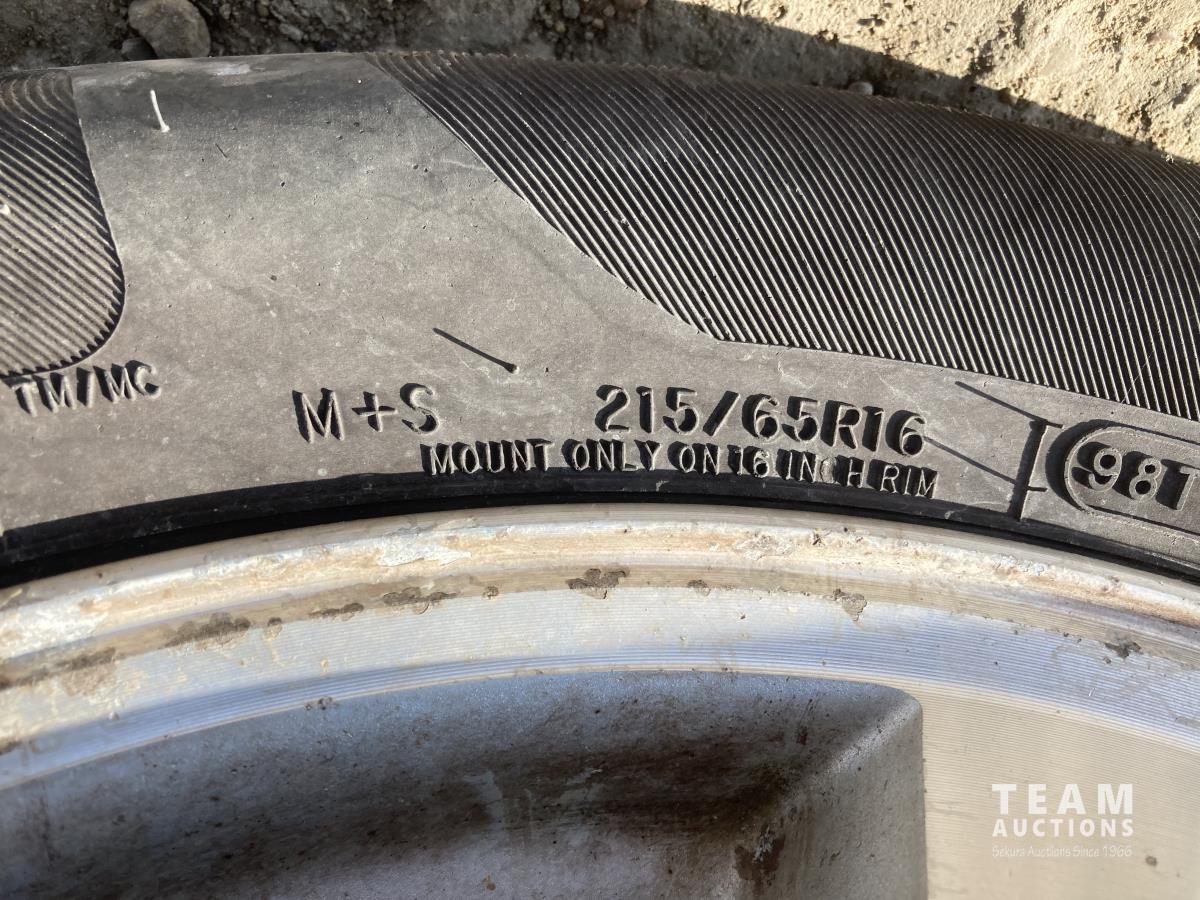 TM/MC
M+S 215/65R16 98T
MOUNT ONLY ON 16 INCH RIM
TEAM
AUCTIONS
Sekura Auctions Since 1966